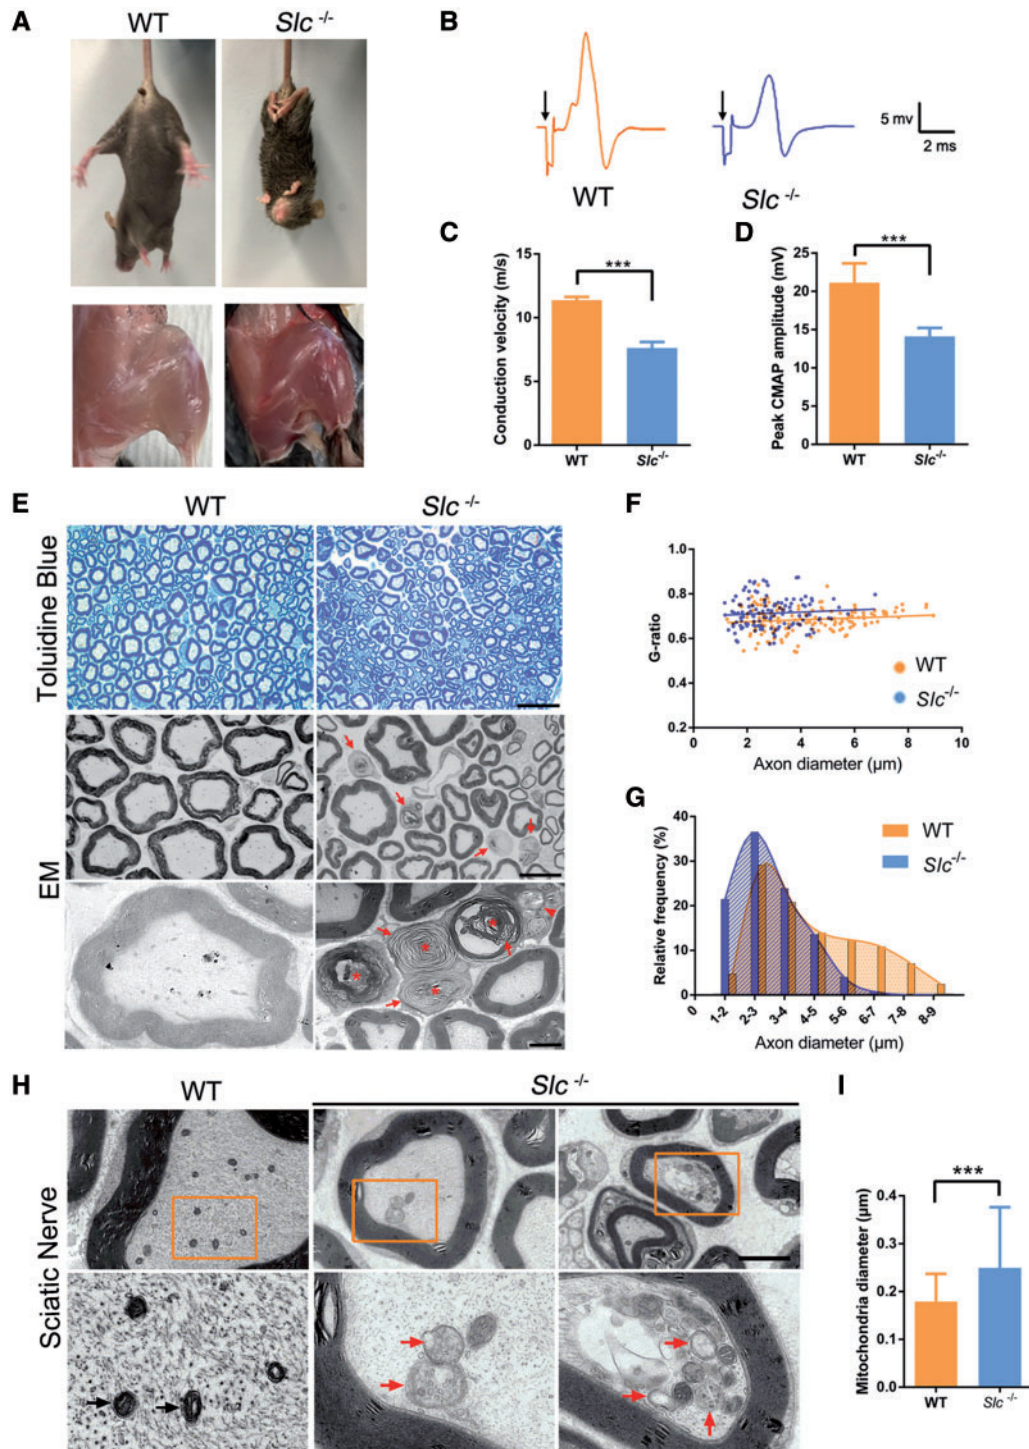 A
WT
Slc -/-
B
5 mv
2 ms
WT
Slc -/-
C
Conduction velocity (m/s)
15
10
5
0
***
WT
Slc-/-
D
Peak CMAP amplitude (mV)
25
20
15
10
5
0
***
WT
Slc-/-
E
WT
Slc -/-
Toluidine Blue
EM
*
*
*
*
F
G-ratio
1.0
0.8
0.6
0.4
0.2
0
2
4
6
8
10
Axon diameter (µm)
WT
Slc-/-
G
Relative frequency (%)
40
30
20
10
0
0
1-2
2-3
3-4
4-5
5-6
6-7
7-8
8-9
Axon diameter (µm)
WT
Slc-/-
H
WT
Slc -/-
Sciatic Nerve
I
Mitochondria diameter (µm)
0.4
0.3
0.2
0.1
0.0
***
WT
Slc -/-